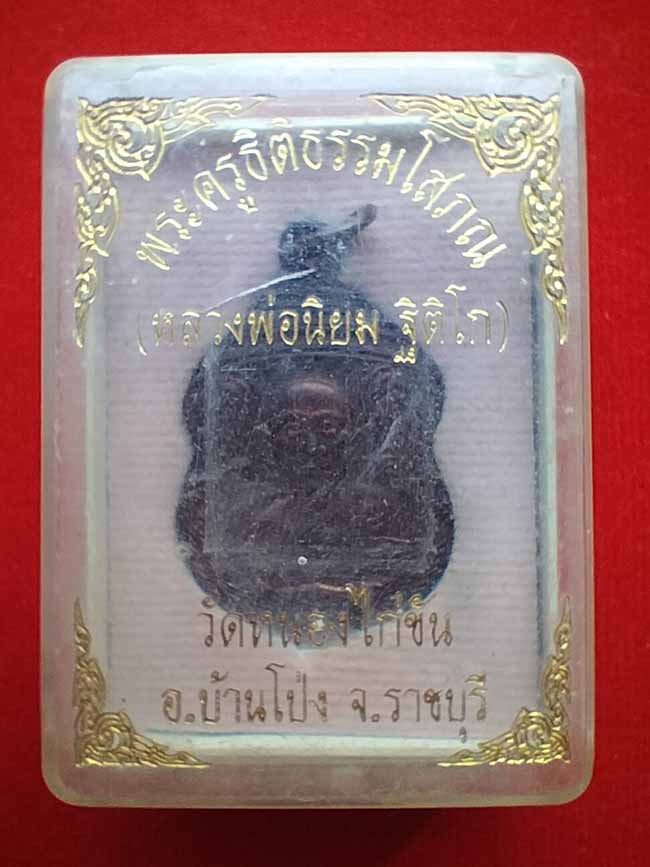 พระครูฐิติธรรมโสภณ
(หลวงพ่อนิยม ฐิติโก)
วัดหนองไก่ขัน
อ.บ้านโป่ง จ.ราชบุรี